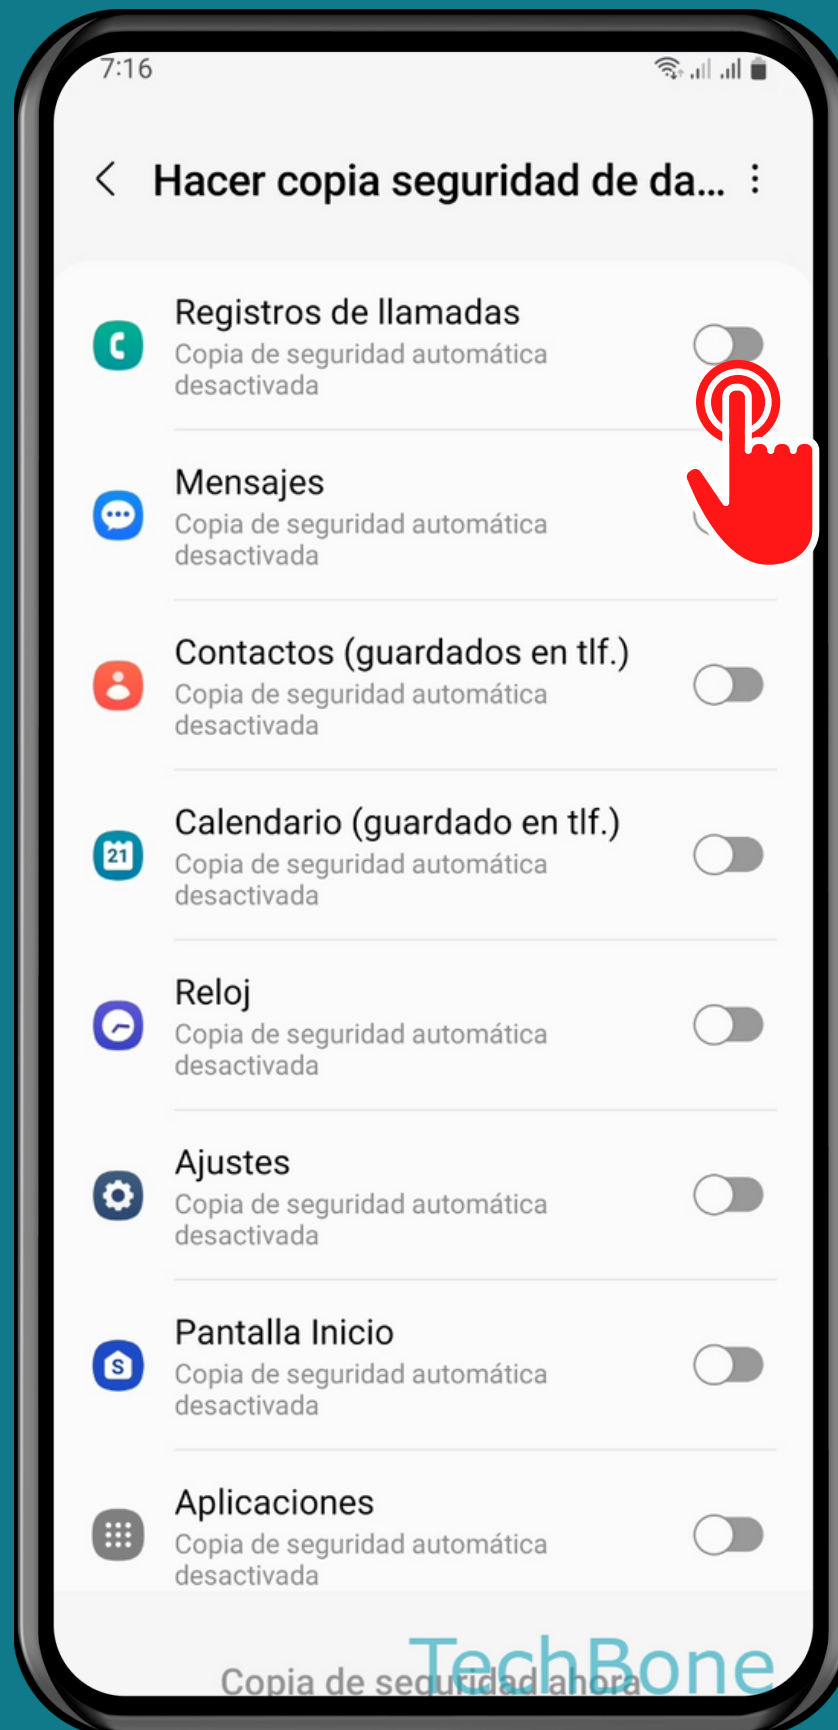 7:16
Hacer copia seguridad de da...
Registros de llamadas
Copia de seguridad automática
desactivada
Mensajes
Copia de seguridad automática
desactivada
Contactos (guardados en tlf.)
Copia de seguridad automática
desactivada
21
Calendario (guardado en tlf.)
Copia de seguridad automática
desactivada
Reloj
Copia de seguridad automática
desactivada
Ajustes
Copia de seguridad automática
desactivada
S
Pantalla Inicio
Copia de seguridad automática
desactivada
Aplicaciones
Copia de seguridad automática
desactivada
Copia de seguridad ahora
TechBone